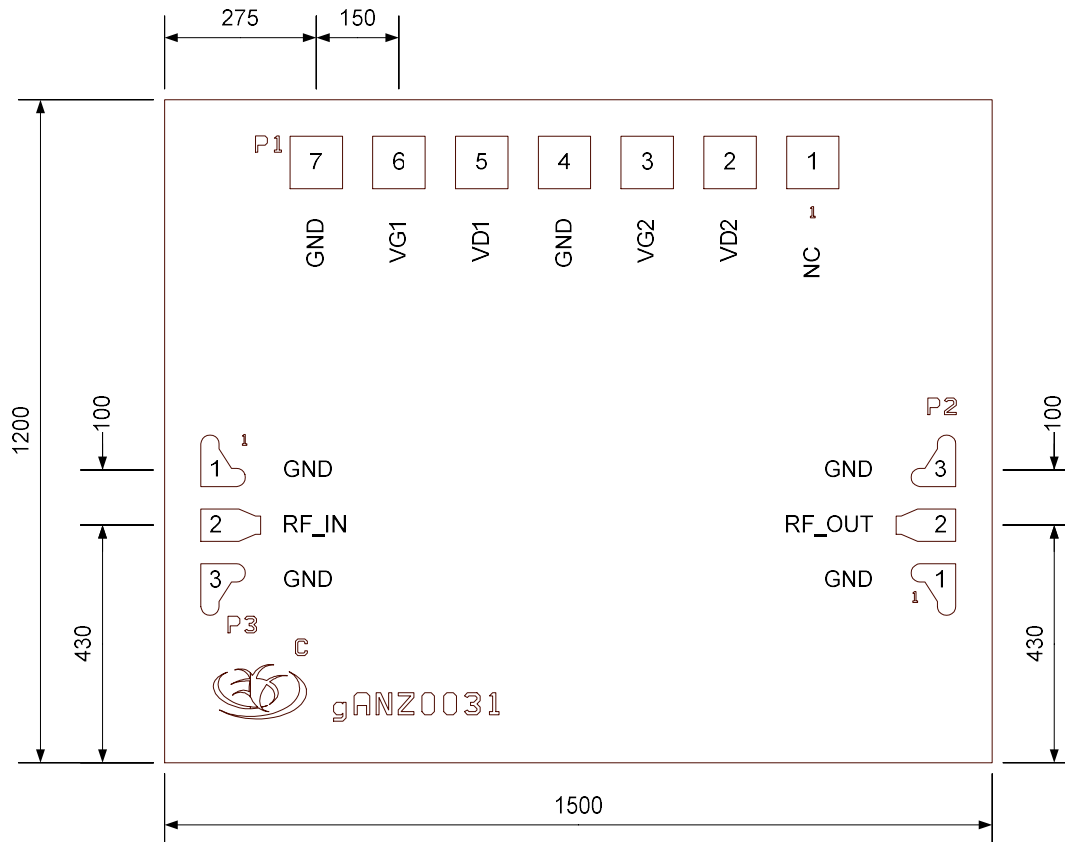 275
150
P1
7
6
5
4
3
2
1
1
GND
VG1
VD1
GND
VG2
VD2
NC
1200
100
1
1
GND
2
RF_IN
3
GND
P3
430
P2
100
GND
3
RF_OUT
2
GND
1
1
430
C
gANZ0031
1500